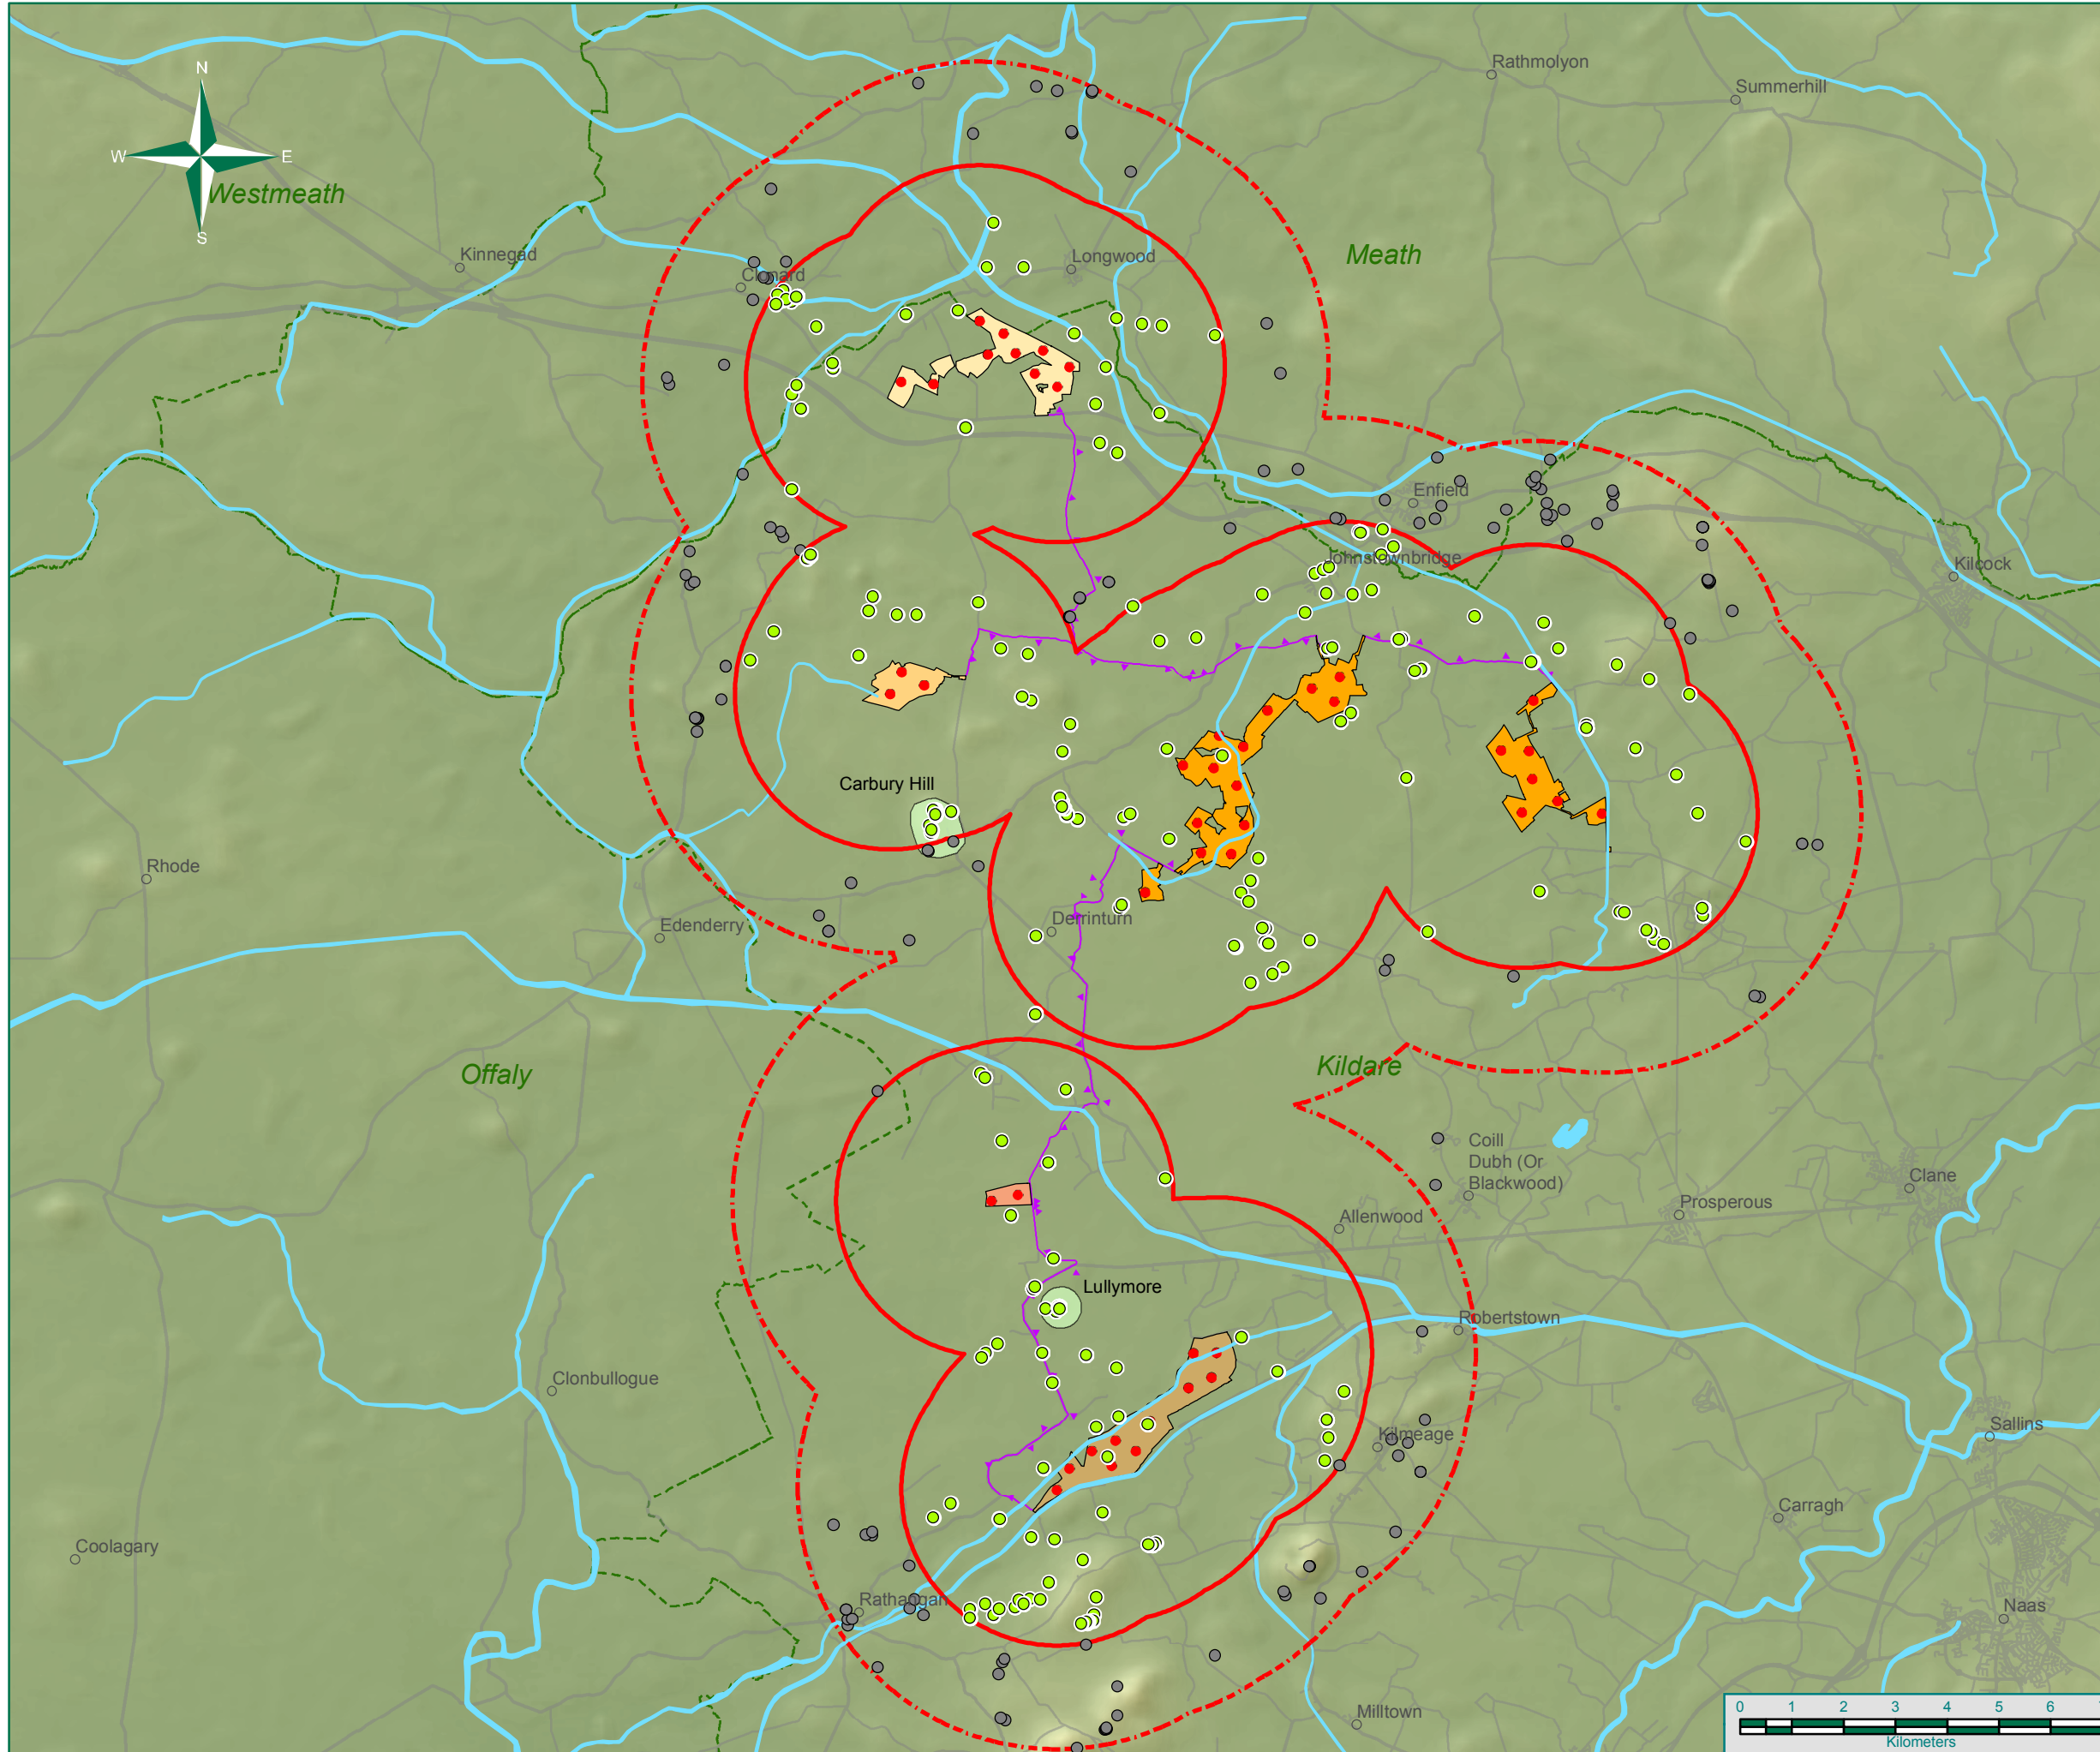 Rathmolyon
N
Summerhill
W
E
Westmeath
S
Meath
Kinnegad
Longwood
Clonard
Enfield
Johnstownbridge
Kilcock
Carbury Hill
Rhode
Edenderry
Derrinturn
Offaly
Kildare
Coill
Dubh (Or
Blackwood)
Clane
Prosperous
Allenwood
Lullymore
Robertstown
Clonbullogue
Sallins
Kilmeage
Carragh
Coolagary
Rathangan
Naas
Milltown
0 1 2 3 4 5 6
Kilometers